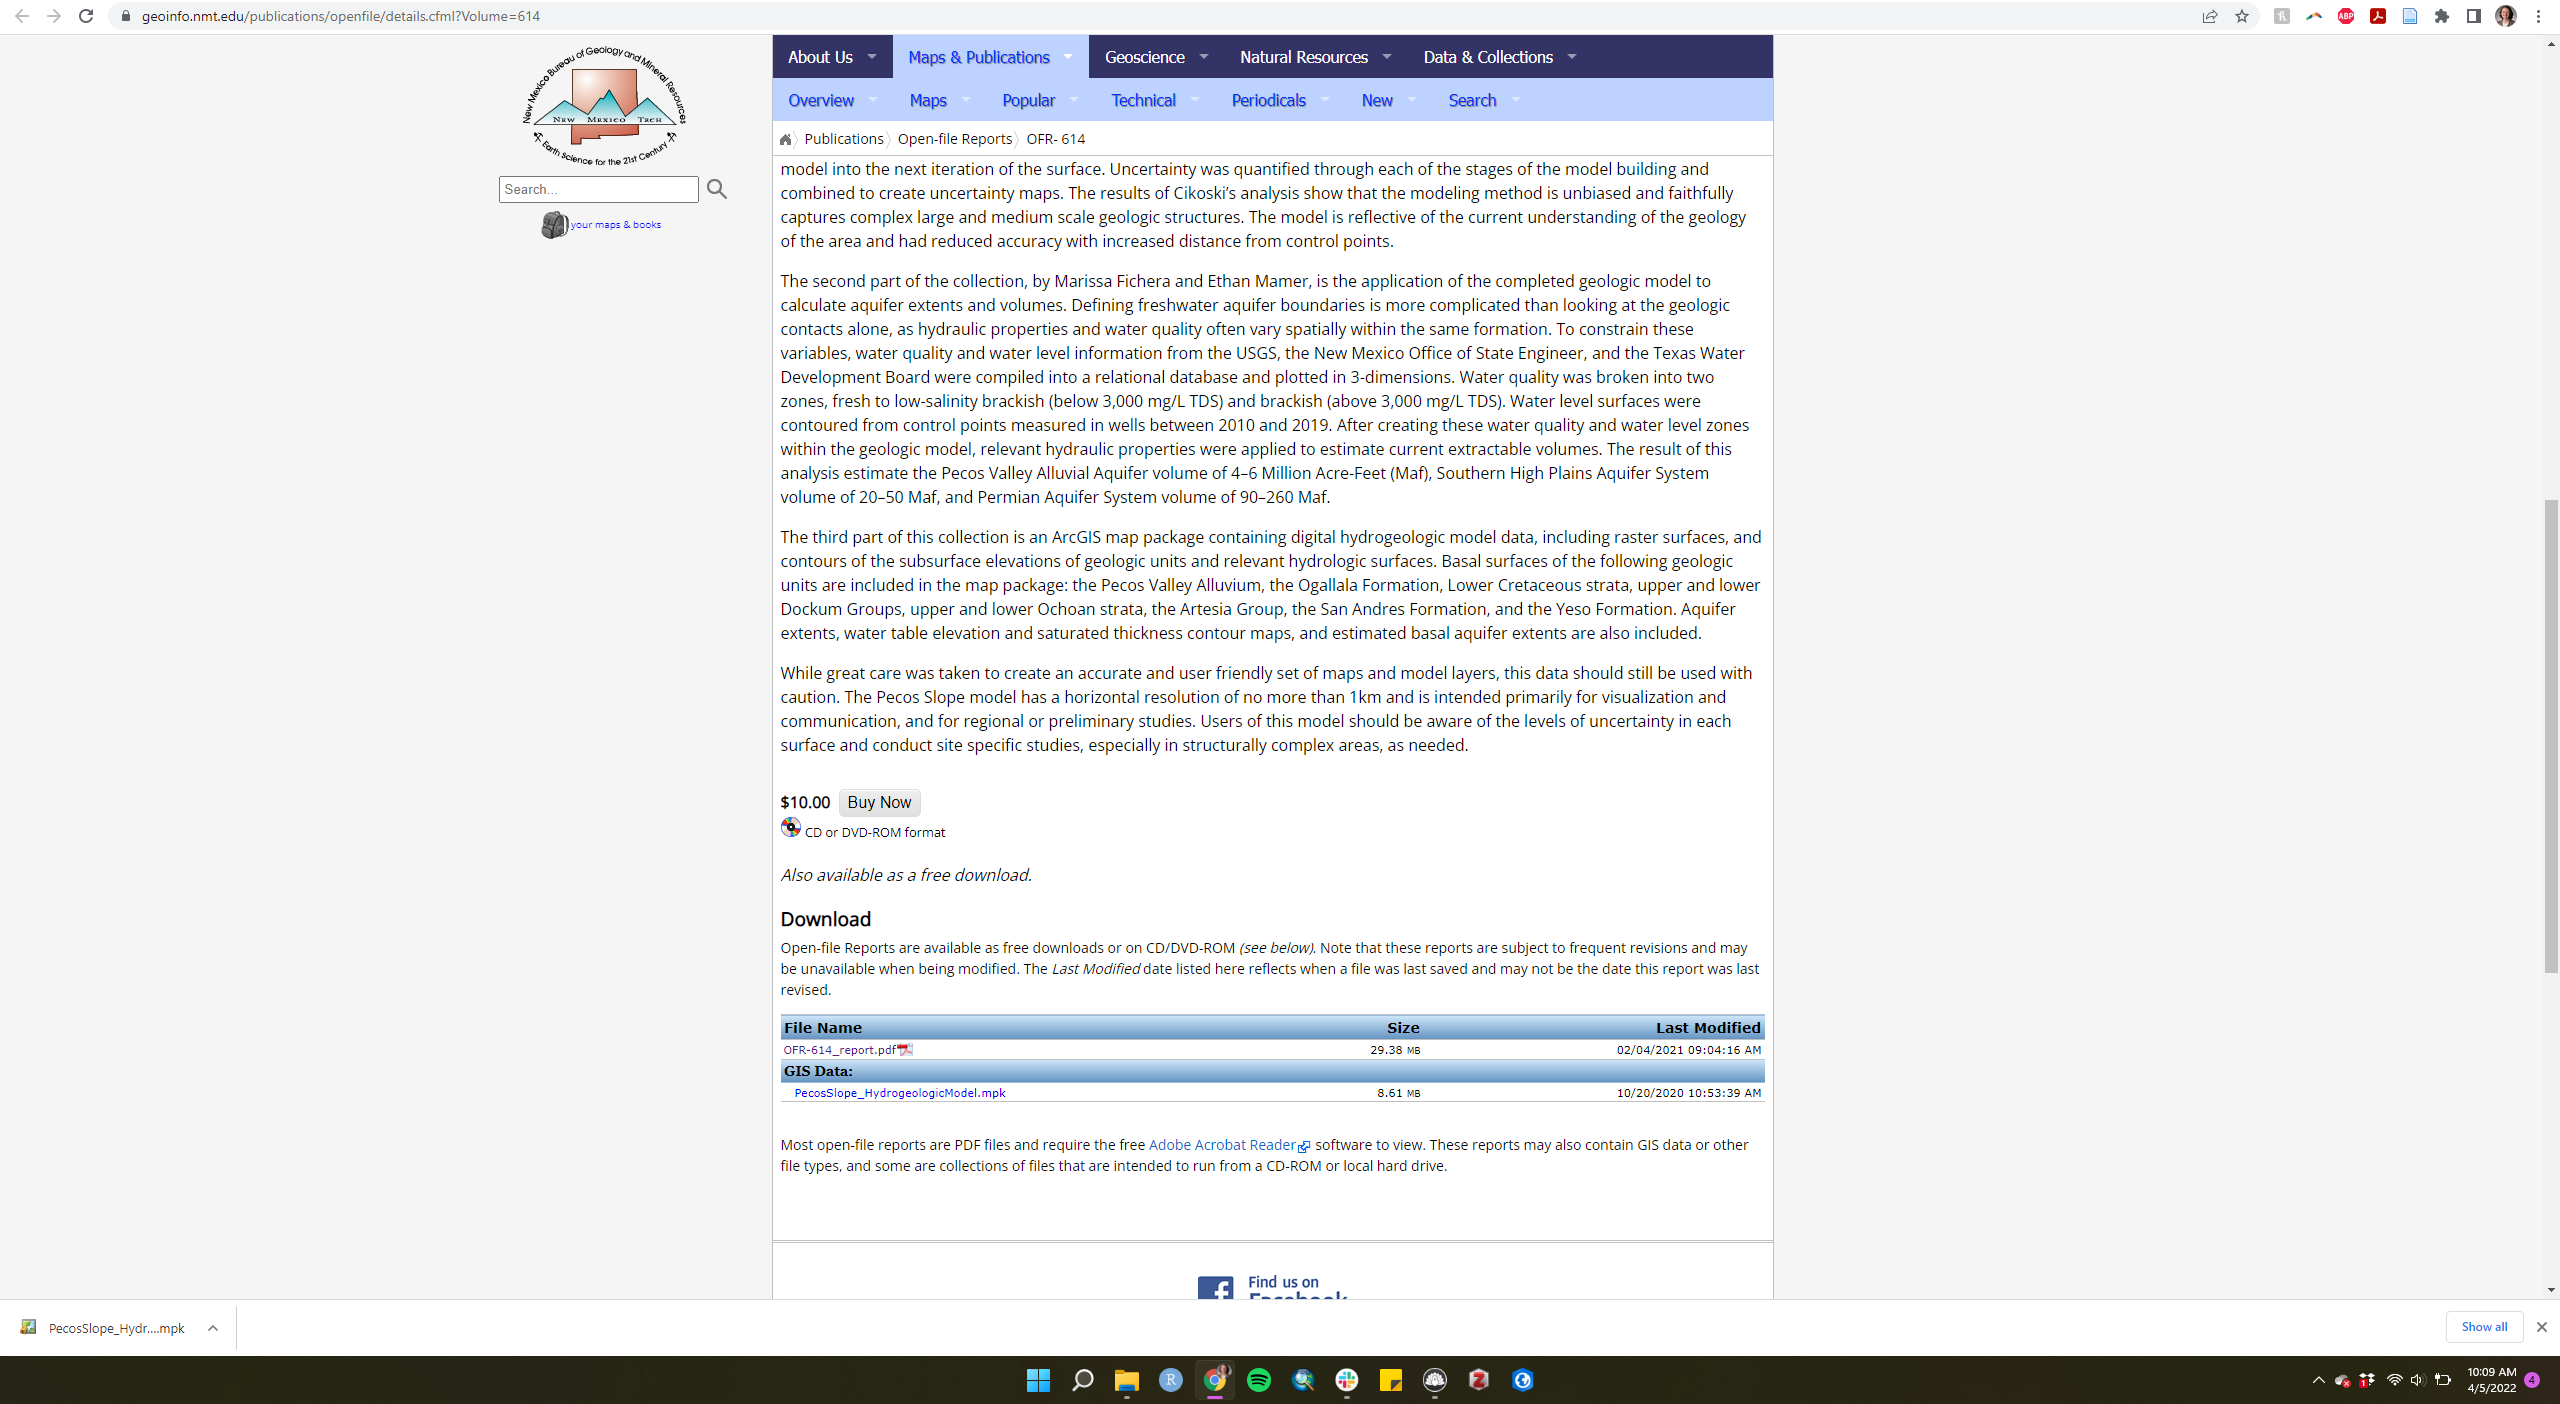 geoinfo.nmt.edu/publications/openfile/details.cfml?Volume=614
ABP
New Mexico Bureau of Geology and Mineral Resources
New Mexico Tech
Earth Science for the 21st Century
Search...
your maps & books
About Us
Maps & Publications
Geoscience
Natural Resources
Data & Collections
Overview
Maps
Popular
Technical
Periodicals
New
Search
Publications
Open-file Reports
OFR- 614
model into the next iteration of the surface. Uncertainty was quantified through each of the stages of the model building and
combined to create uncertainty maps. The results of Cikoski’s analysis show that the modeling method is unbiased and faithfully
captures complex large and medium scale geologic structures. The model is reflective of the current understanding of the geology
of the area and had reduced accuracy with increased distance from control points.
The second part of the collection, by Marissa Fichera and Ethan Mamer, is the application of the completed geologic model to
calculate aquifer extents and volumes. Defining freshwater aquifer boundaries is more complicated than looking at the geologic
contacts alone, as hydraulic properties and water quality often vary spatially within the same formation. To constrain these
variables, water quality and water level information from the USGS, the New Mexico Office of State Engineer, and the Texas Water
Development Board were compiled into a relational database and plotted in 3-dimensions. Water quality was broken into two
zones, fresh to low-salinity brackish (below 3,000 mg/L TDS) and brackish (above 3,000 mg/L TDS). Water level surfaces were
contoured from control points measured in wells between 2010 and 2019. After creating these water quality and water level zones
within the geologic model, relevant hydraulic properties were applied to estimate current extractable volumes. The result of this
analysis estimate the Pecos Valley Alluvial Aquifer volume of 4–6 Million Acre-Feet (Maf), Southern High Plains Aquifer System
volume of 20–50 Maf, and Permian Aquifer System volume of 90–260 Maf.
The third part of this collection is an ArcGIS map package containing digital hydrogeologic model data, including raster surfaces, and
contours of the subsurface elevations of geologic units and relevant hydrologic surfaces. Basal surfaces of the following geologic
units are included in the map package: the Pecos Valley Alluvium, the Ogallala Formation, Lower Cretaceous strata, upper and lower
Dockum Groups, upper and lower Ochoan strata, the Artesia Group, the San Andres Formation, and the Yeso Formation. Aquifer
extents, water table elevation and saturated thickness contour maps, and estimated basal aquifer extents are also included.
While great care was taken to create an accurate and user friendly set of maps and model layers, this data should still be used with
caution. The Pecos Slope model has a horizontal resolution of no more than 1km and is intended primarily for visualization and
communication, and for regional or preliminary studies. Users of this model should be aware of the levels of uncertainty in each
surface and conduct site specific studies, especially in structurally complex areas, as needed.
$10.00 Buy Now
CD or DVD-ROM format
Also available as a free download.
Download
Open-file Reports are available as free downloads or on CD/DVD-ROM (see below). Note that these reports are subject to frequent revisions and may
be unavailable when being modified. The Last Modified date listed here reflects when a file was last saved and may not be the date this report was last
revised.
File Name Size Last Modified
OFR-614_report.pdf 29.38 MB 02/04/2021 09:04:16 AM
GIS Data:
PecosSlope_HydrogeologicModel.mpk 8.61 MB 10/20/2020 10:53:39 AM
Most open-file reports are PDF files and require the free Adobe Acrobat Reader software to view. These reports may also contain GIS data or other
file types, and some are collections of files that are intended to run from a CD-ROM or local hard drive.
Find us on
Facebook
PecosSlope_Hydr....mpk
Show all
R
Z
1
10:09 AM
4/5/2022
4